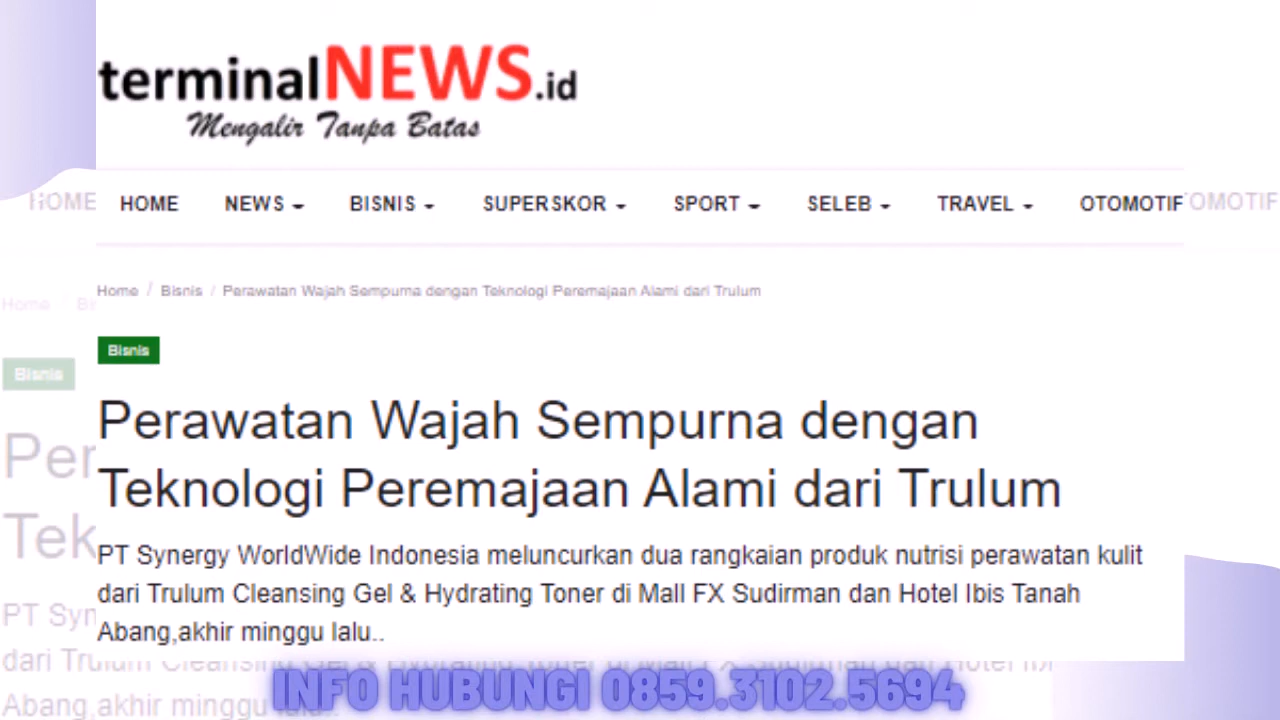 terminalNEWS.id
Mengalir Tanpa Batas
HOME NEWS BISNIS SUPERSKOR SPORT SELEB TRAVEL OTOMOTIF
Home / Bisnis / Perawatan Wajah Sempurna dengan Teknologi Peremajaan Alami dari Trulum
Bisnis
Perawatan Wajah Sempurna dengan
Teknologi Peremajaan Alami dari Trulum
PT Synergy WorldWide Indonesia meluncurkan dua rangkaian produk nutrisi perawatan kulit
dari Trulum Cleansing Gel & Hydrating Toner di Mall FX Sudirman dan Hotel Ibis Tanah
Abang,akhir minggu lalu..
INFO HUBUNGI 0859.3102.5694